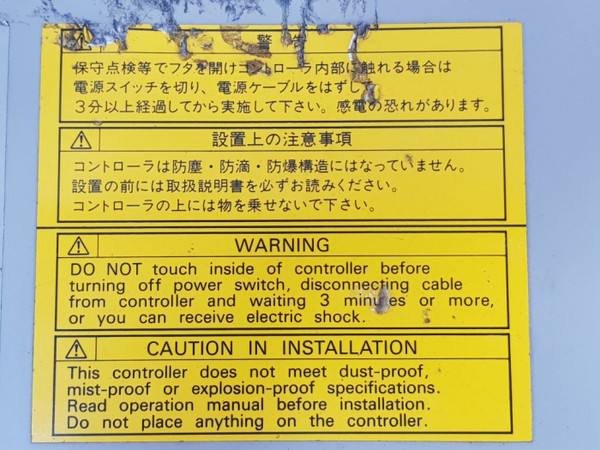 警告
保守点検等でフタを開けコントローラ内部に触れる場合は
電源スイッチを切り、電源ケーブルをはずし
3分以上経過してから実施して下さい。感電の恐れがあります。
設置上の注意事項
コントローラは防塵・防滴・防爆構造にはなっていません。
設置の前には取扱説明書を必ずお読みください。
コントローラの上には物を乗せないで下さい。
WARNING
DO NOT touch inside of controller before
turning off power switch, disconnecting cable
from controller and waiting 3 minutes or more,
or you can receive electric shock.
CAUTION IN INSTALLATION
This controller does not meet dust-proof,
mist-proof or explosion-proof specifications.
Read operation manual before installation.
Do not place anything on the controller.